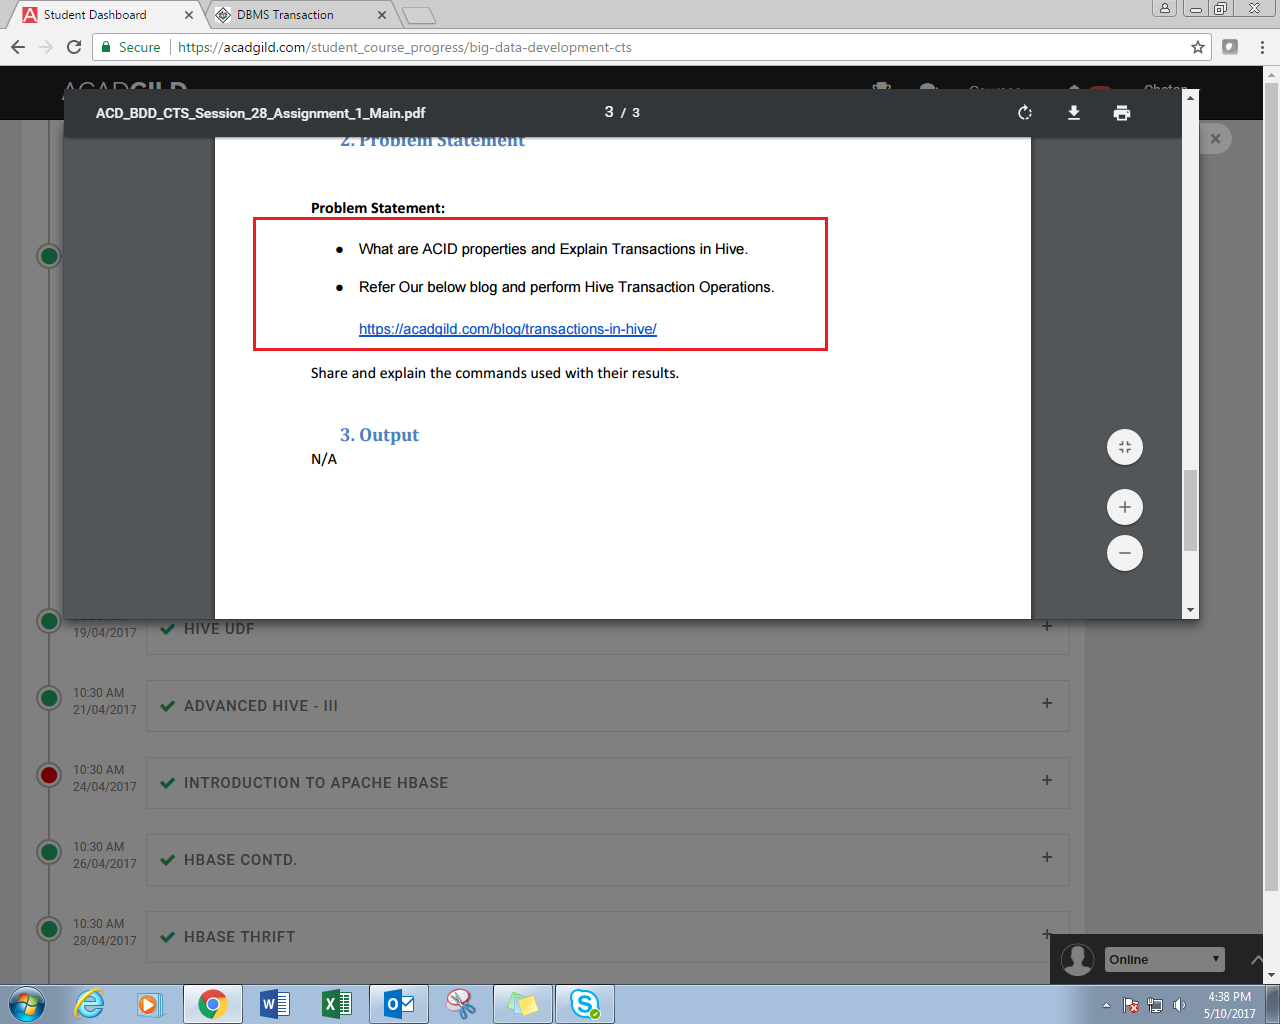 Student Dashboard
DBMS Transaction
Secure
https://acadgild.com/student_course_progress/big-data-development-cts
ACADGILD
ACD_BDD_CTS_Session_28_Assignment_1_Main.pdf
3 / 3
2. Problem Statement
Problem Statement:
● What are ACID properties and Explain Transactions in Hive.
● Refer Our below blog and perform Hive Transaction Operations.
https://acadgild.com/blog/transactions-in-hive/
Share and explain the commands used with their results.
3. Output
N/A
19/04/2017
HIVE UDF
10:30 AM
21/04/2017
ADVANCED HIVE - III
10:30 AM
24/04/2017
INTRODUCTION TO APACHE HBASE
10:30 AM
26/04/2017
HBASE CONTD.
10:30 AM
28/04/2017
HBASE THRIFT
Online
4:38 PM
5/10/2017